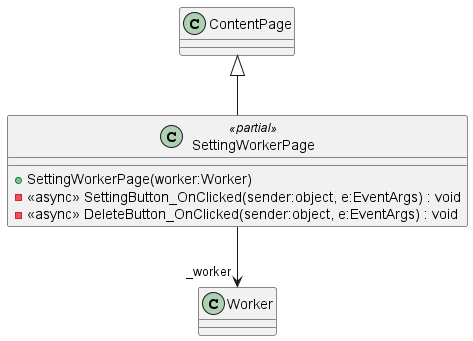 C ContentPage
«partial»
C SettingWorkerPage
SettingWorkerPage(worker:Worker)
«async» SettingButton_OnClicked(sender:object, e:EventArgs) : void
«async» DeleteButton_OnClicked(sender:object, e:EventArgs) : void
_worker
C Worker